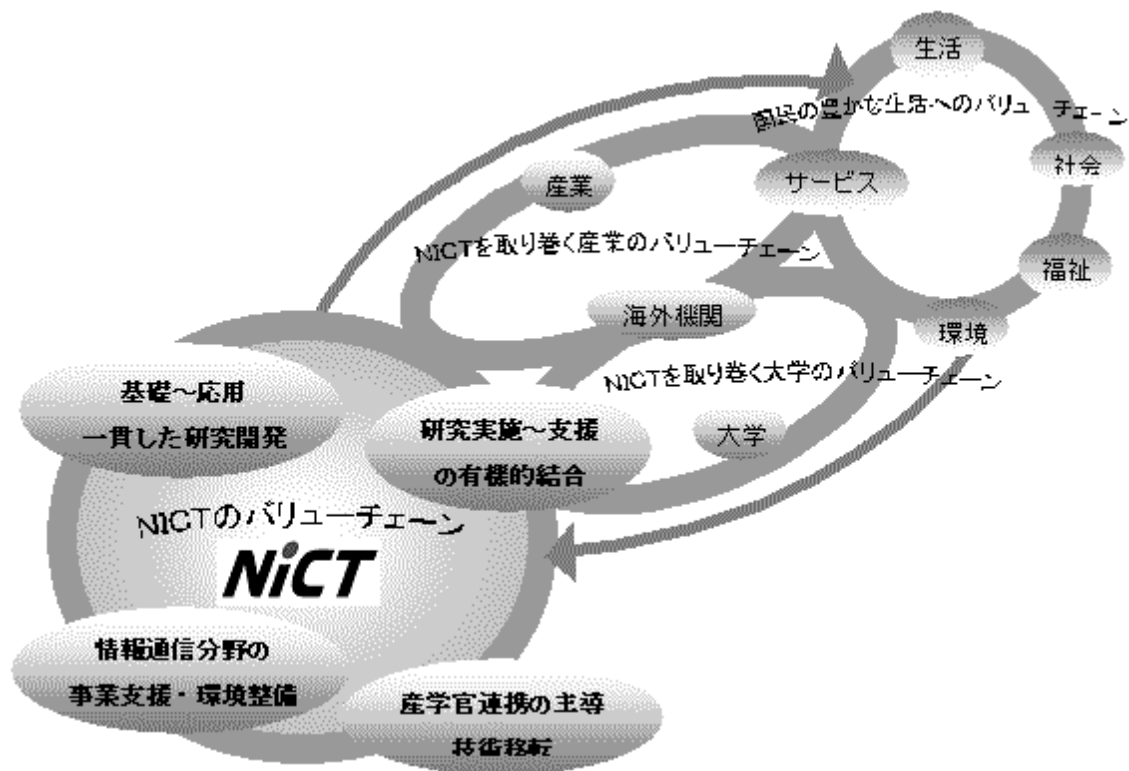 生活
国民の豊かな生活へのバリューチェーン
社会
サービス
産業
NICTを取り巻く産業のバリューチェーン
福祉
海外機関
環境
NICTを取り巻く大学のバリューチェーン
基礎～応用
一貫した研究開発
研究実施～支援
の有機的結合
大学
NICTのバリューチェーン
NiCT
情報通信分野の
事業支援・環境整備
産学官連携の主導
技術移転